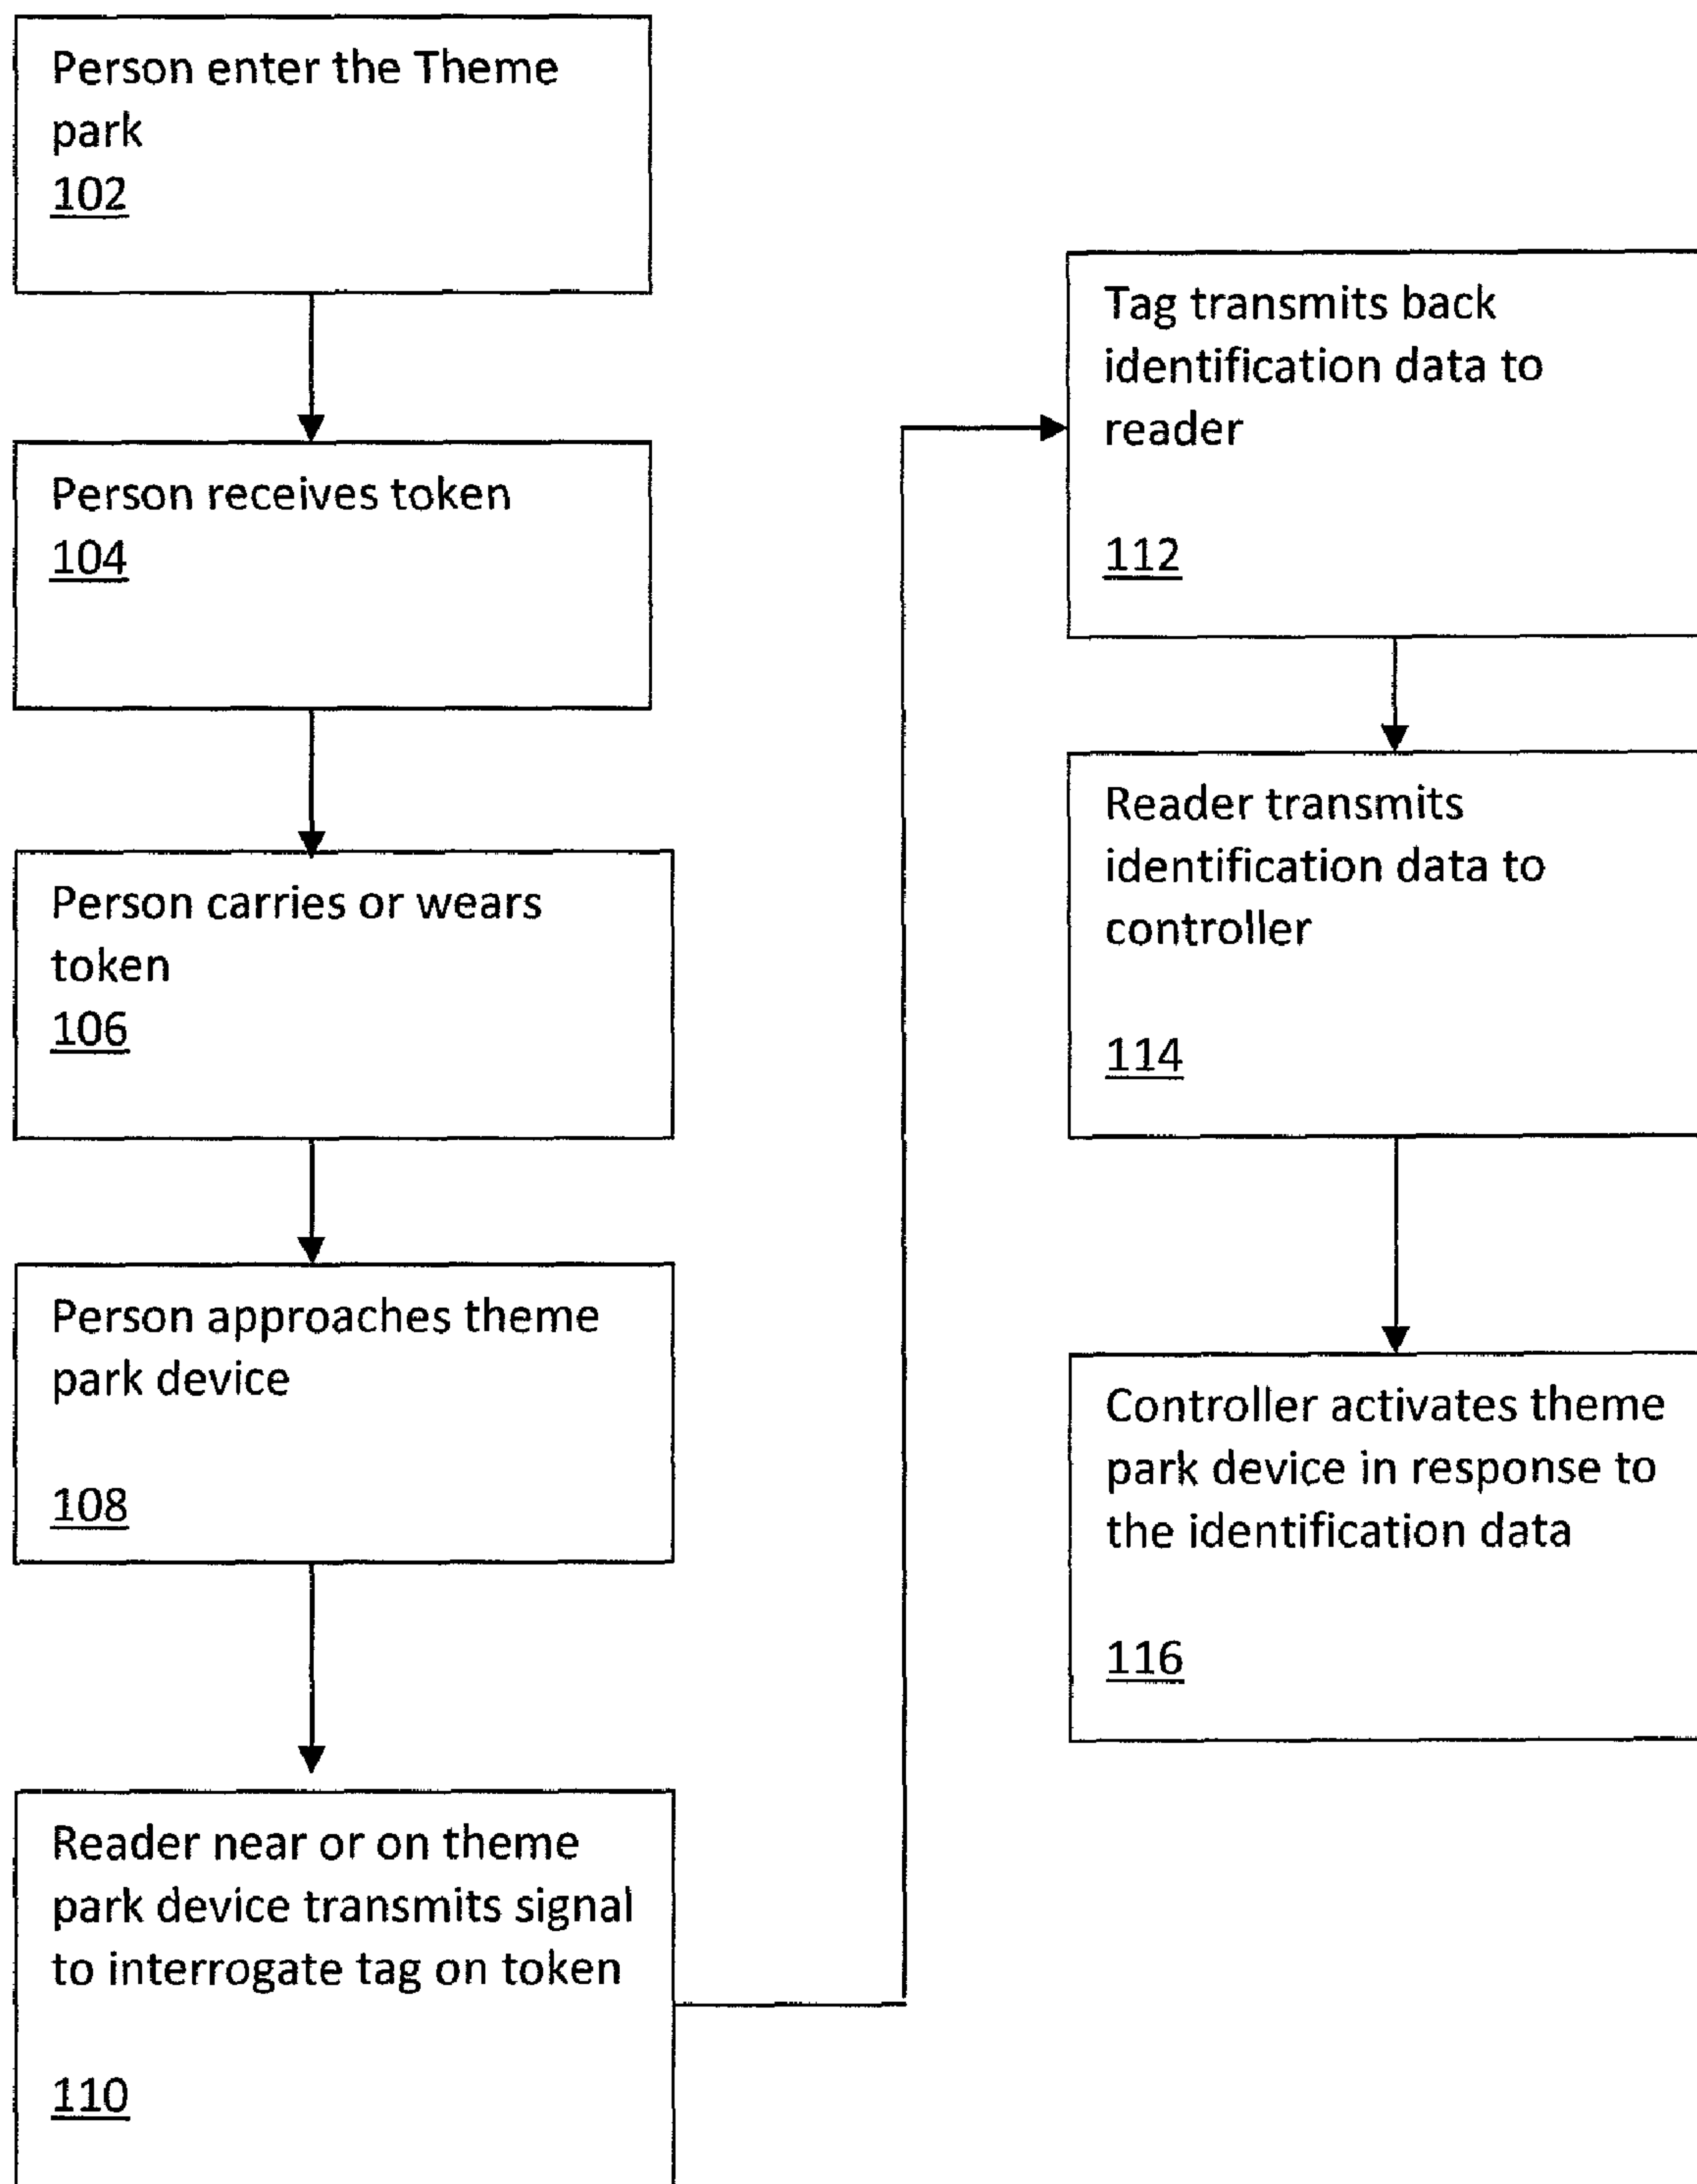 Person enter the Theme
park
102
Person receives token
104
Person carries or wears
token
106
Person approaches theme
park device
108
Reader near or on theme
park device transmits signal
to interrogate tag on token
110
Tag transmits back
identification data to
reader
112
Reader transmits
identification data to
controller
114
Controller activates theme
park device in response to
the identification data
116